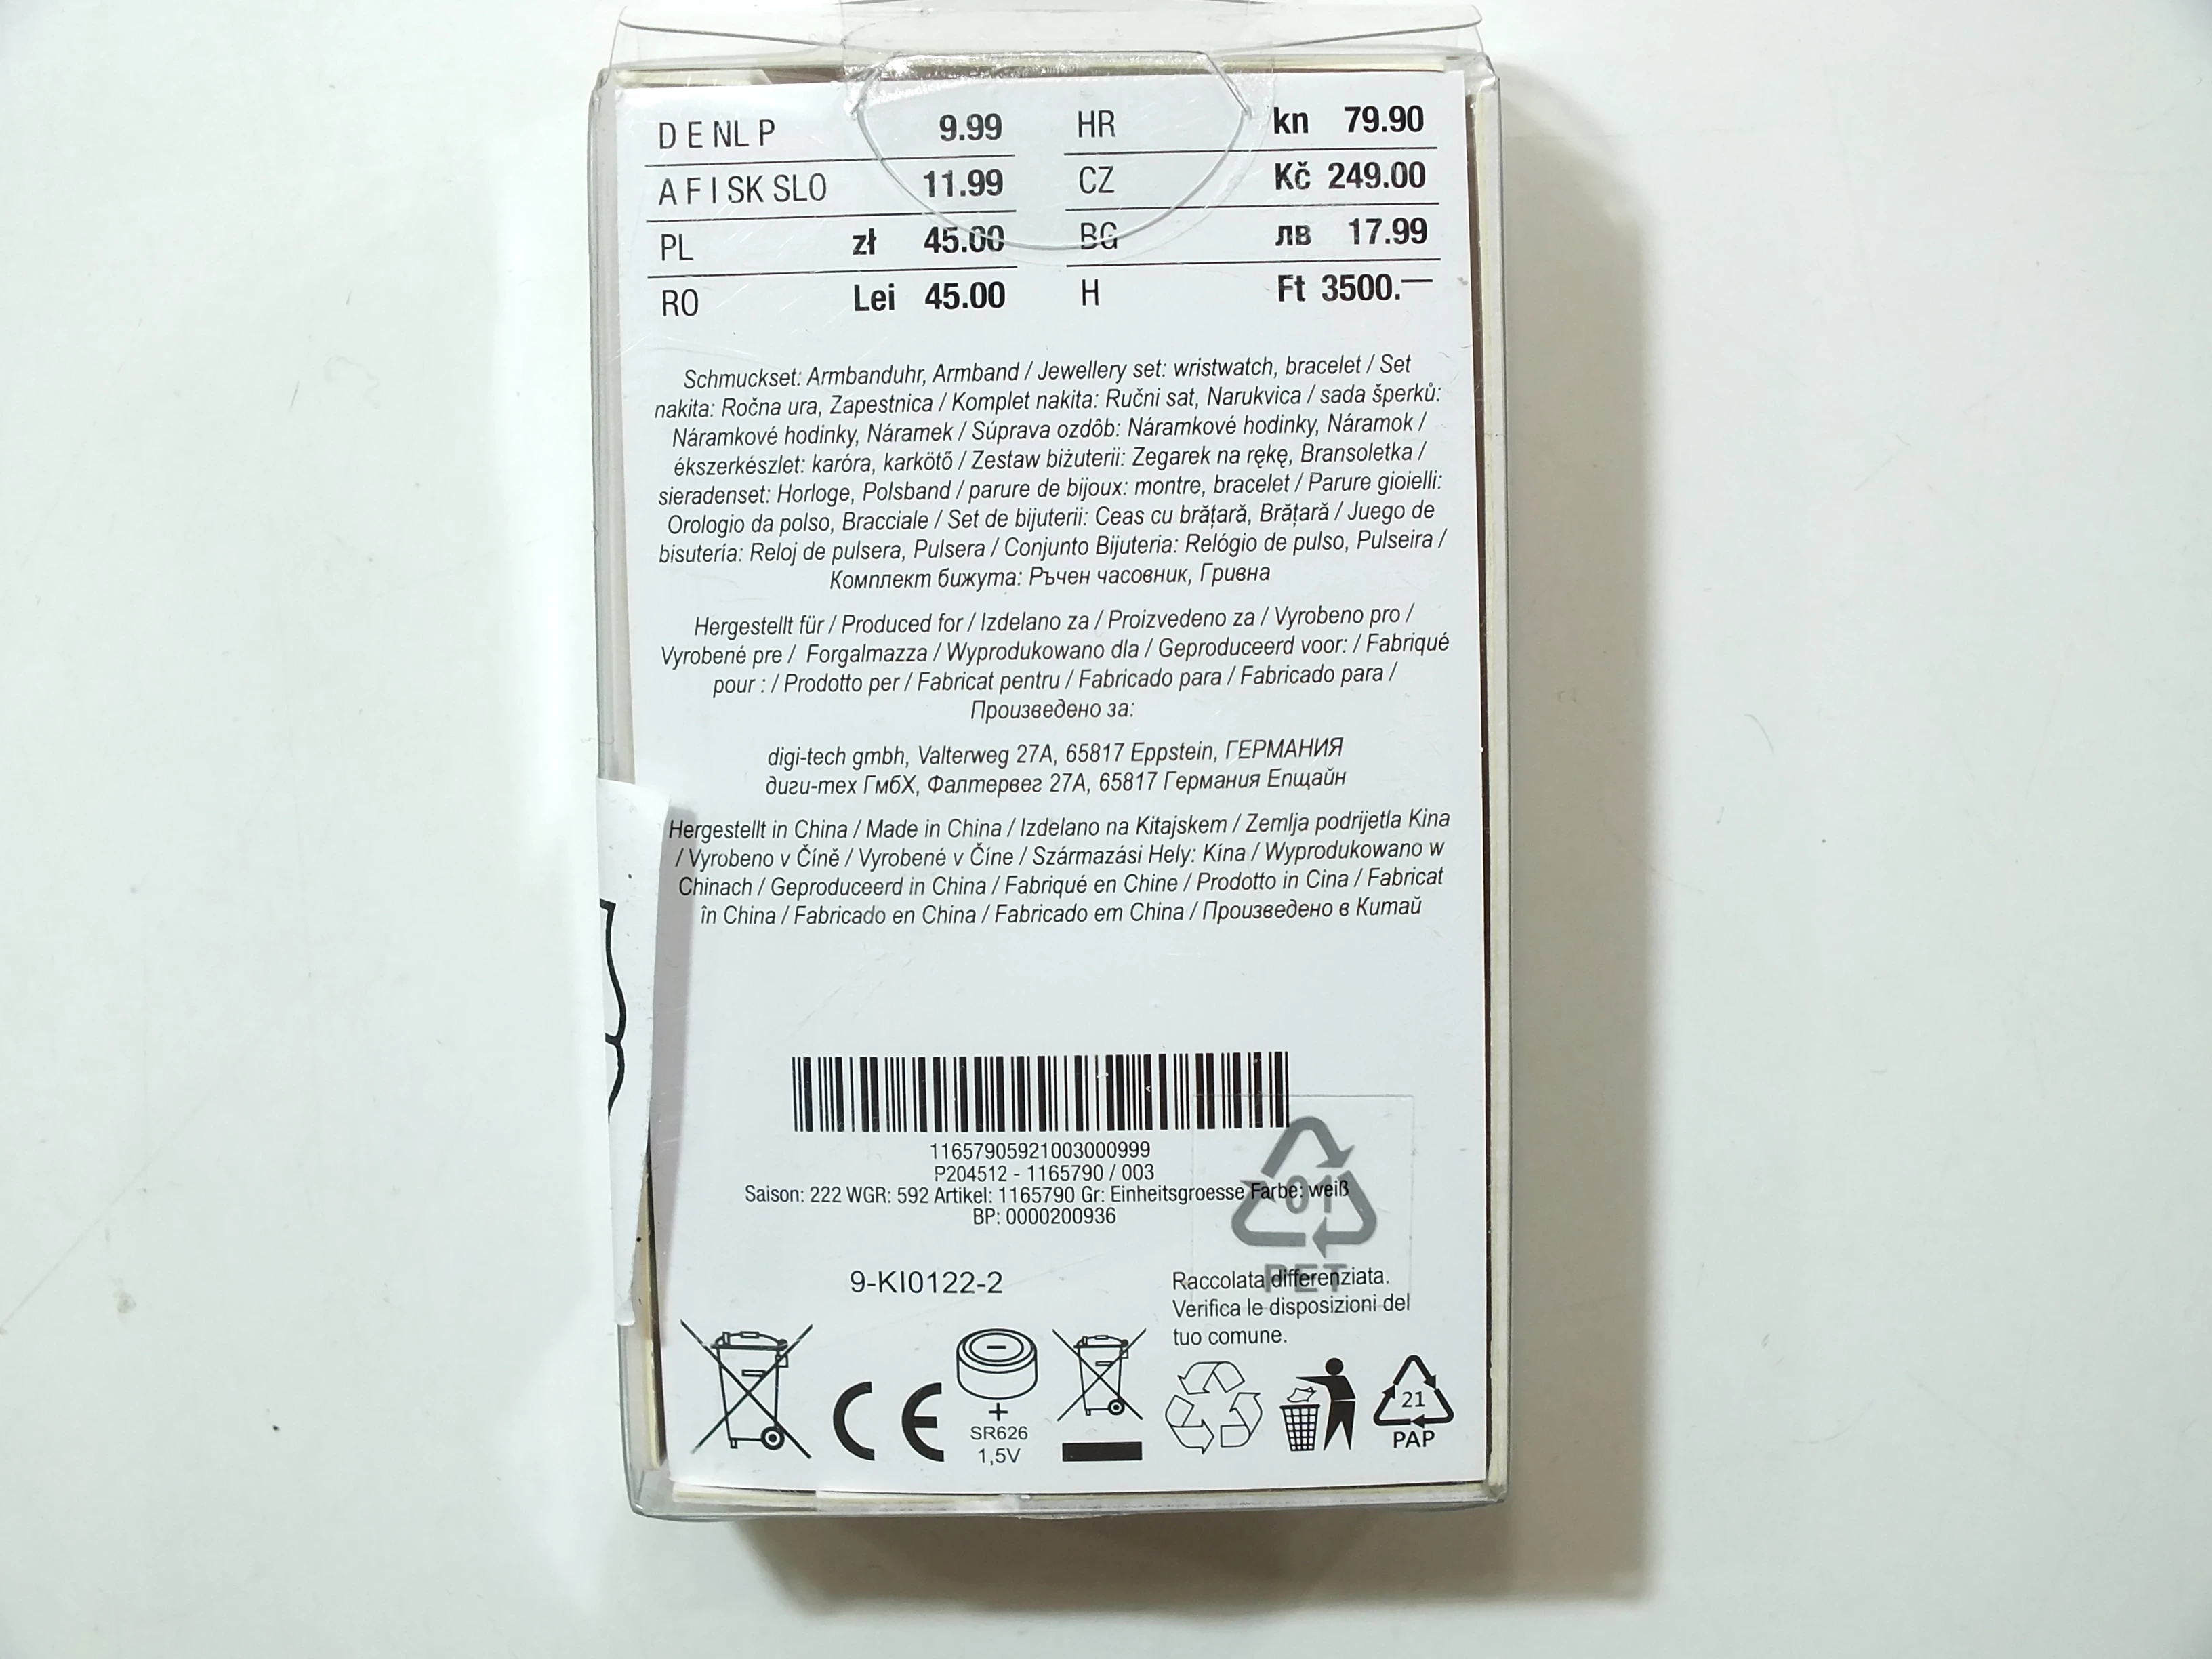 D E NL P 9.99
A F I SK SLO 11.99
PL zł 45.00
RO Lei 45.00
HR kn 79.90
CZ Kč 249.00
BG лв 17.99
H Ft 3500.—
Schmuckset: Armbanduhr, Armband / Jewellery set: wristwatch, bracelet / Set
nakita: Ročna ura, Zapestnica / Komplet nakita: Ručni sat, Narukvica / sada šperků:
Náramkové hodinky, Náramek / Súprava ozdôb: Náramkové hodinky, Náramok /
ékszerkészlet: karóra, karkötő / Zestaw biżuterii: Zegarek na rękę, Bransoletka /
sieradenset: Horloge, Polsband / parure de bijoux: montre, bracelet / Parure gioielli:
Orologio da polso, Bracciale / Set de bijuterii: Ceas cu brățară, Brățară / Juego de
bisutería: Reloj de pulsera, Pulsera / Conjunto Bijuteria: Relógio de pulso, Pulseira /
Комплект бижута: Ръчен часовник, Гривна
Hergestellt für / Produced for / Izdelano za / Proizvedeno za / Vyrobeno pro /
Vyrobené pre / Forgalmazza / Wyprodukowano dla / Geproduceerd voor: / Fabriqué
pour : / Prodotto per / Fabricat pentru / Fabricado para / Fabricado para /
Произведено за:
digi-tech gmbh, Valterweg 27A, 65817 Eppstein, ГЕРМАНИЯ
диги-тех ГмбХ, Фалтервег 27А, 65817 Германия Епщайн
Hergestellt in China / Made in China / Izdelano na Kitajskem / Zemlja podrijetla Kina
/ Vyrobeno v Číně / Vyrobené v Číne / Származási Hely: Kína / Wyprodukowano w
Chinach / Geproduceerd in China / Fabriqué en Chine / Prodotto in Cina / Fabricat
în China / Fabricado en China / Fabricado em China / Произведено в Китай
11657905921003000999
P204512 - 1165790 / 003
Saison: 222 WGR: 592 Artikel: 1165790 Gr: Einheitsgroesse Farbe: weiß
BP: 0000200936
01
PET
9-KI0122-2
Raccolata differenziata.
Verifica le disposizioni del
tuo comune.
CE
SR626
1,5V
21
PAP